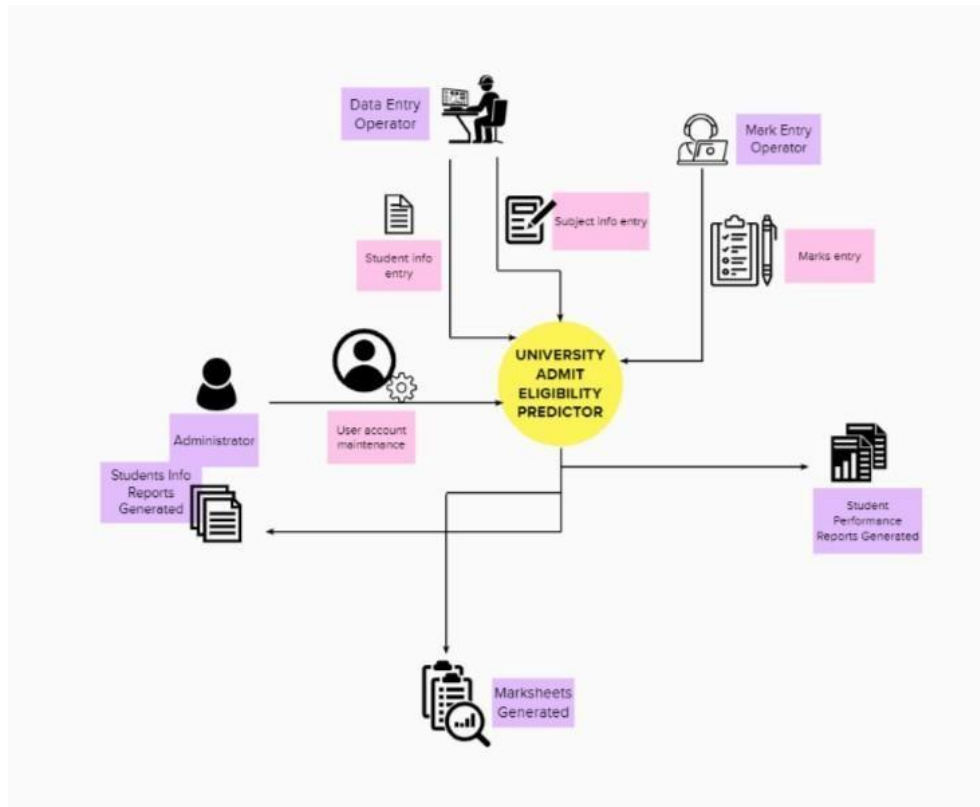 Data Entry
Operator
Mark Entry
Operator
Subject info entry
Student info
entry
Marks entry
UNIVERSITY
ADMIT
ELIGIBILITY
PREDICTOR
User account
maintenance
Administrator
Students Info
Reports
Generated
Student
Performance
Reports Generated
Marksheets
Generated